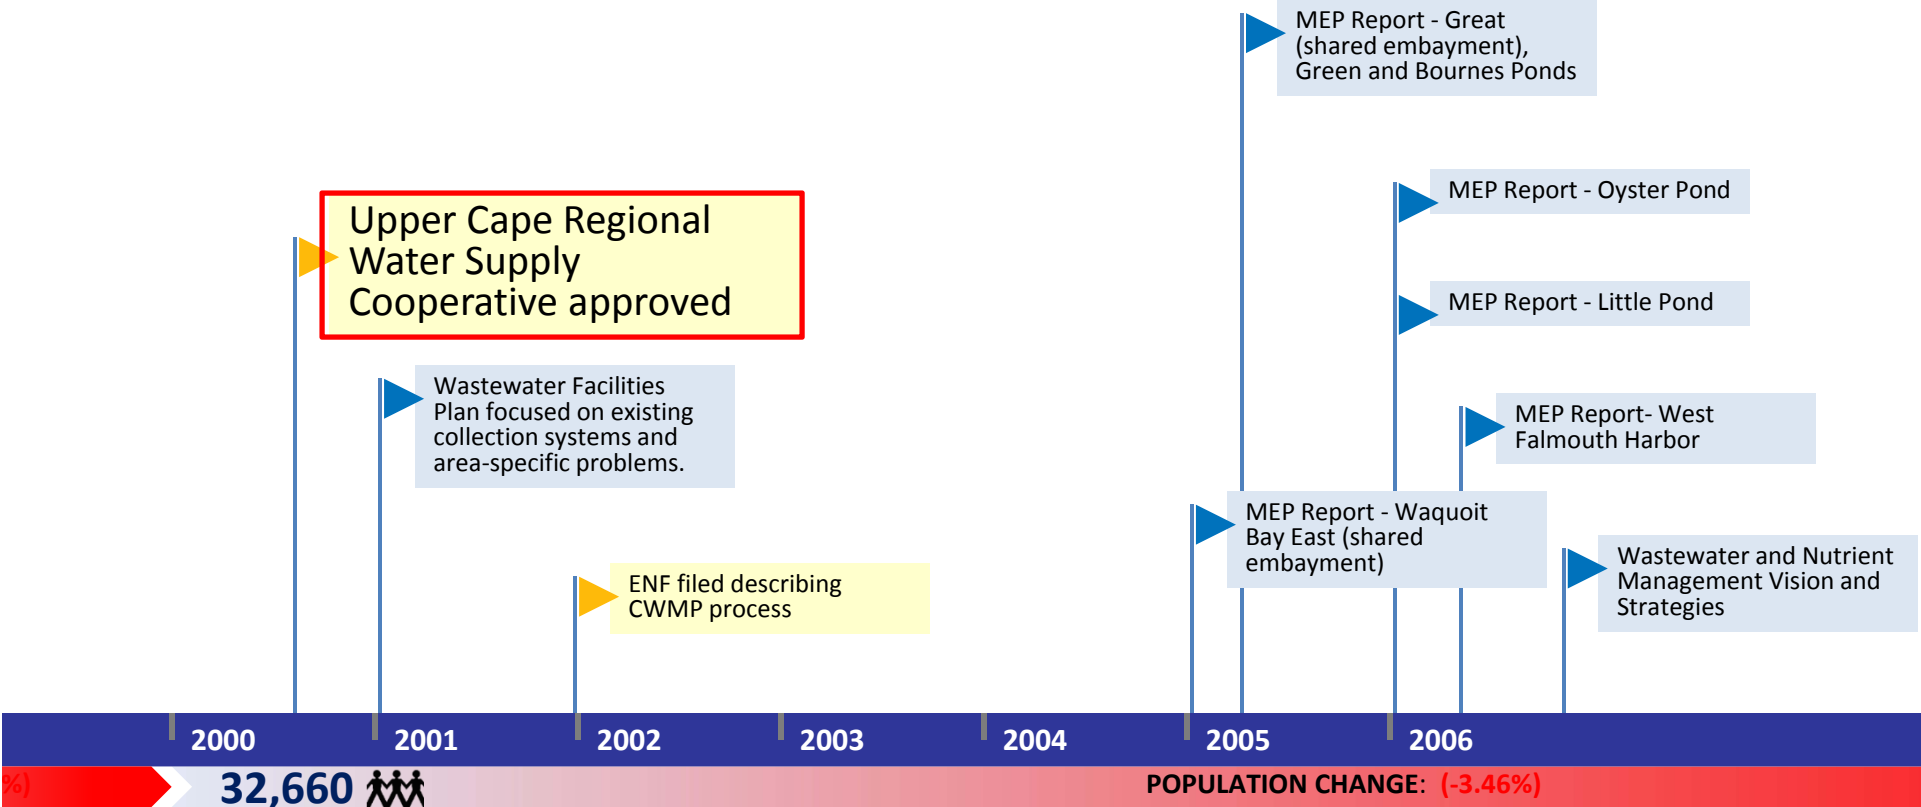 MEP Report - Great
(shared embayment),
Green and Bournes Ponds
MEP Report - Oyster Pond
Upper Cape Regional
Water Supply
Cooperative approved
MEP Report - Little Pond
Wastewater Facilities
Plan focused on existing
collection systems and
area-specific problems.
MEP Report- West
Falmouth Harbor
MEP Report - Waquoit
Bay East (shared
embayment)
Wastewater and Nutrient
Management Vision and
Strategies
ENF filed describing
CWMP process
2000 2001 2002 2003 2004 2005 2006
%) 32,660 POPULATION CHANGE: (-3.46%)